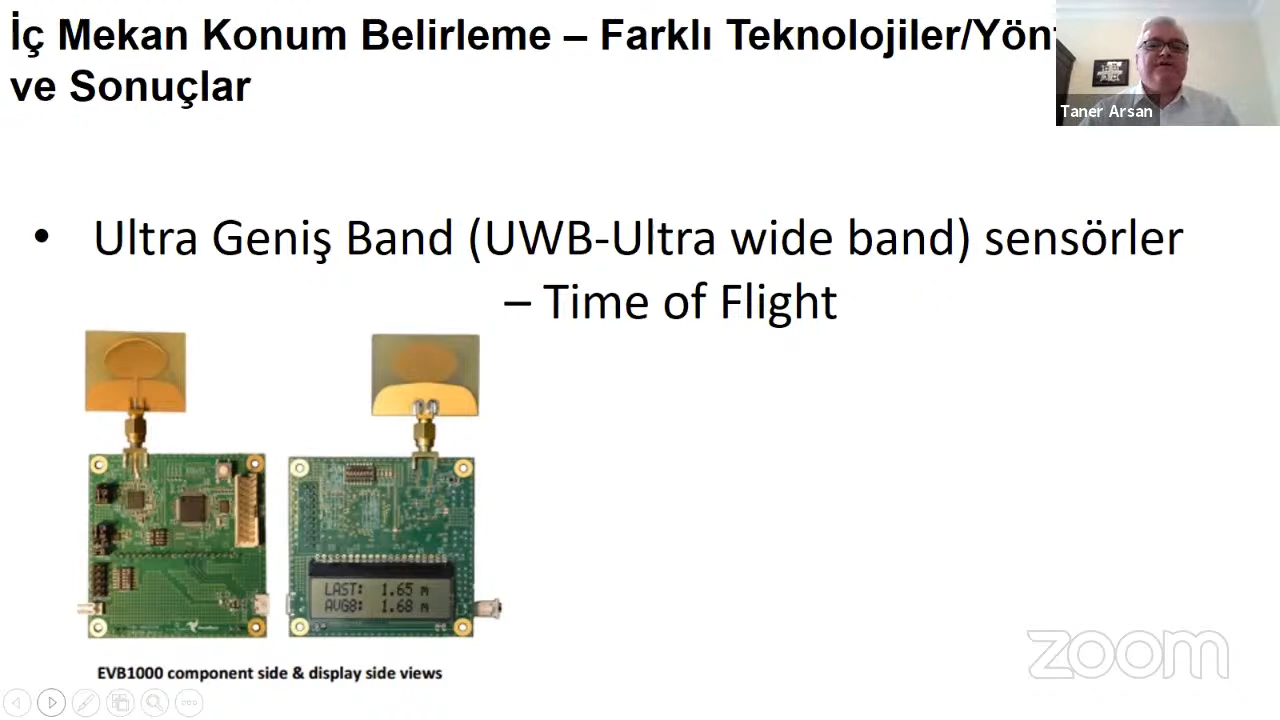 İç Mekan Konum Belirleme – Farklı Teknolojiler/Yön
ve Sonuçlar
Taner Arsan
• Ultra Geniş Band (UWB-Ultra wide band) sensörler
– Time of Flight
LAST: 1.65 m
AVG8: 1.68 m
EVB1000 component side & display side views
zoom